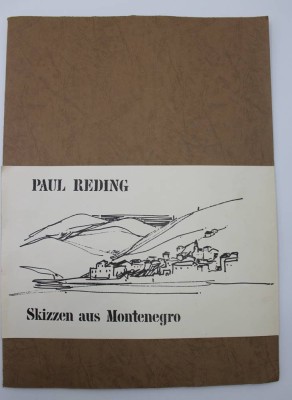 PAUL REDING
Skizzen aus Montenegro